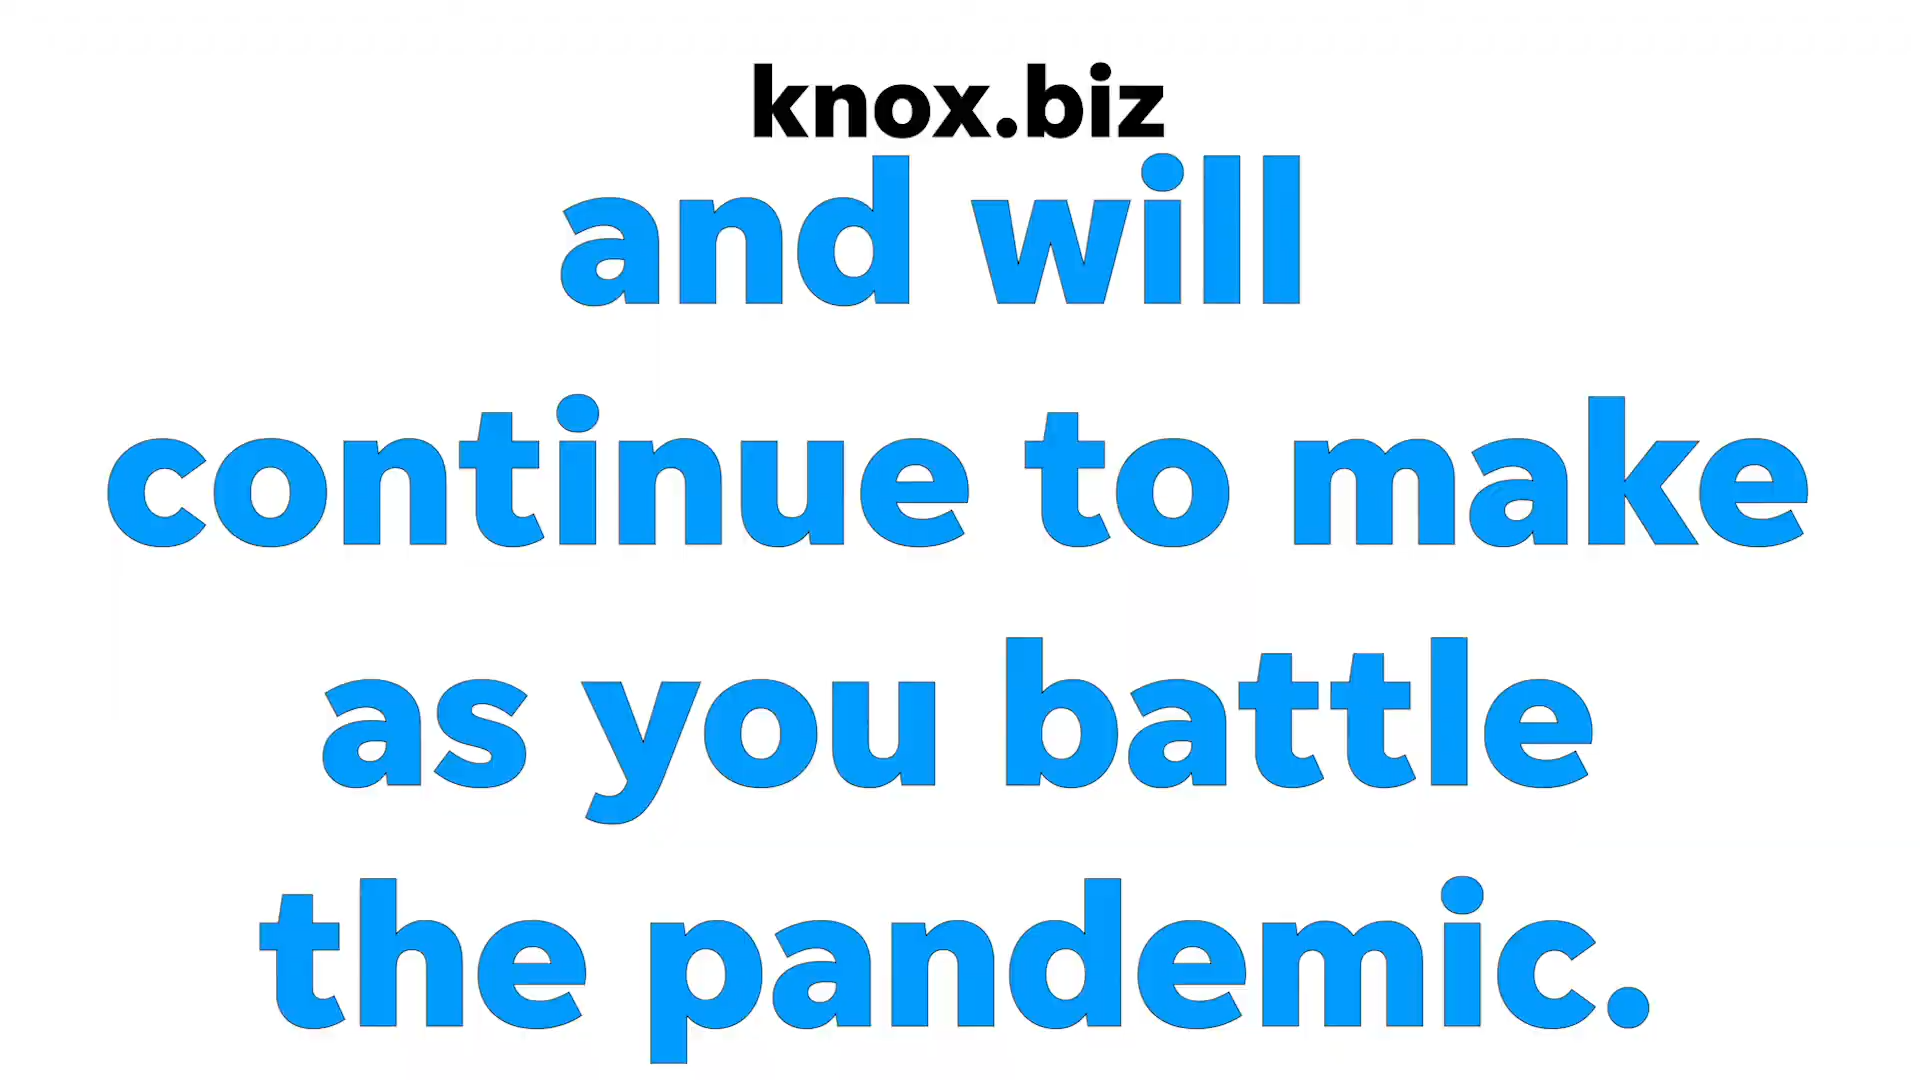 knox.biz
and will
continue to make
as you battle
the pandemic.